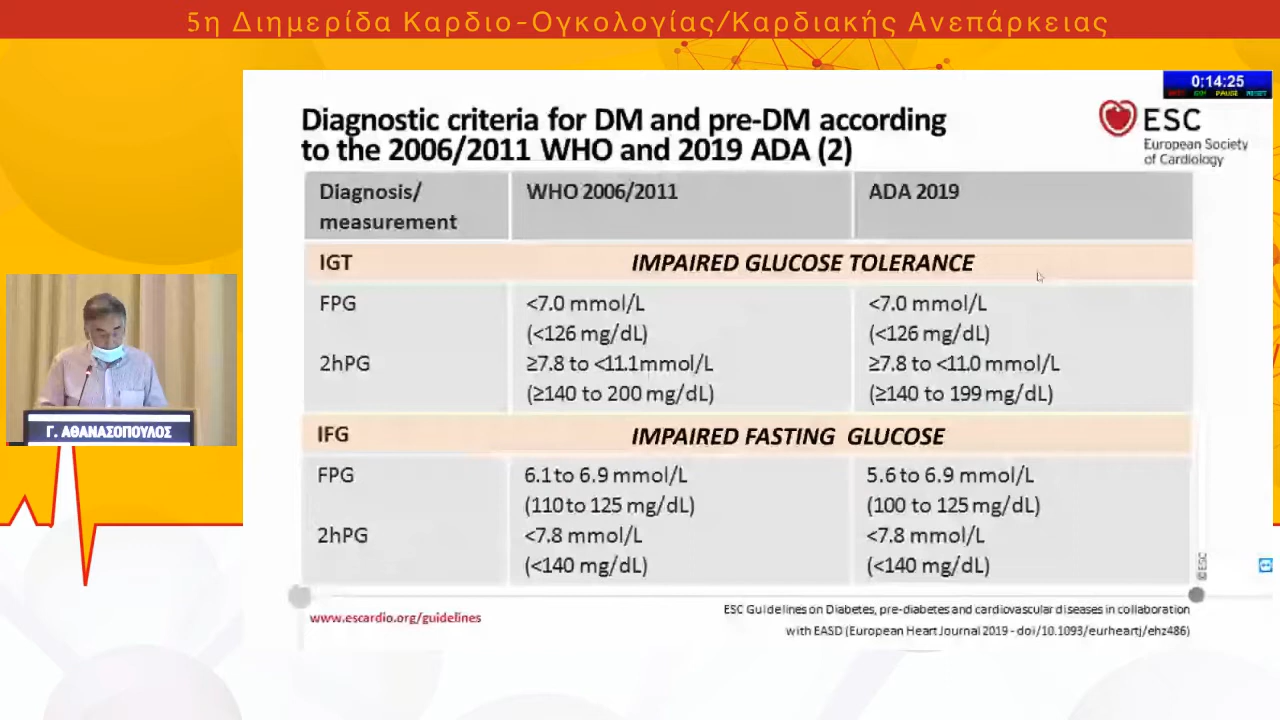 5η Διημερίδα Καρδιο-Ογκολογίας/Καρδιακής Ανεπάρκειας
0:14:25
PAUSE
Diagnostic criteria for DM and pre-DM according
to the 2006/2011 WHO and 2019 ADA (2)
ESC
European Society
of Cardiology
Diagnosis/
measurement
WHO 2006/2011
ADA 2019
IGT
IMPAIRED GLUCOSE TOLERANCE
FPG
<7.0 mmol/L
<7.0 mmol/L
(<126 mg/dL)
(<126 mg/dL)
2hPG
≥7.8 to <11.1mmol/L
≥7.8 to <11.0 mmol/L
(≥140 to 200 mg/dL)
(≥140 to 199 mg/dL)
IFG
IMPAIRED FASTING GLUCOSE
FPG
6.1 to 6.9 mmol/L
5.6 to 6.9 mmol/L
(110 to 125 mg/dL)
(100 to 125 mg/dL)
2hPG
<7.8 mmol/L
<7.8 mmol/L
(<140 mg/dL)
(<140 mg/dL)
©ESC
www.escardio.org/guidelines
ESC Guidelines on Diabetes, pre-diabetes and cardiovascular diseases in collaboration
with EASD (European Heart Journal 2019 - doi/10.1093/eurheartj/ehz486)
Γ. ΑΘΑΝΑΣΟΠΟΥΛΟΣ